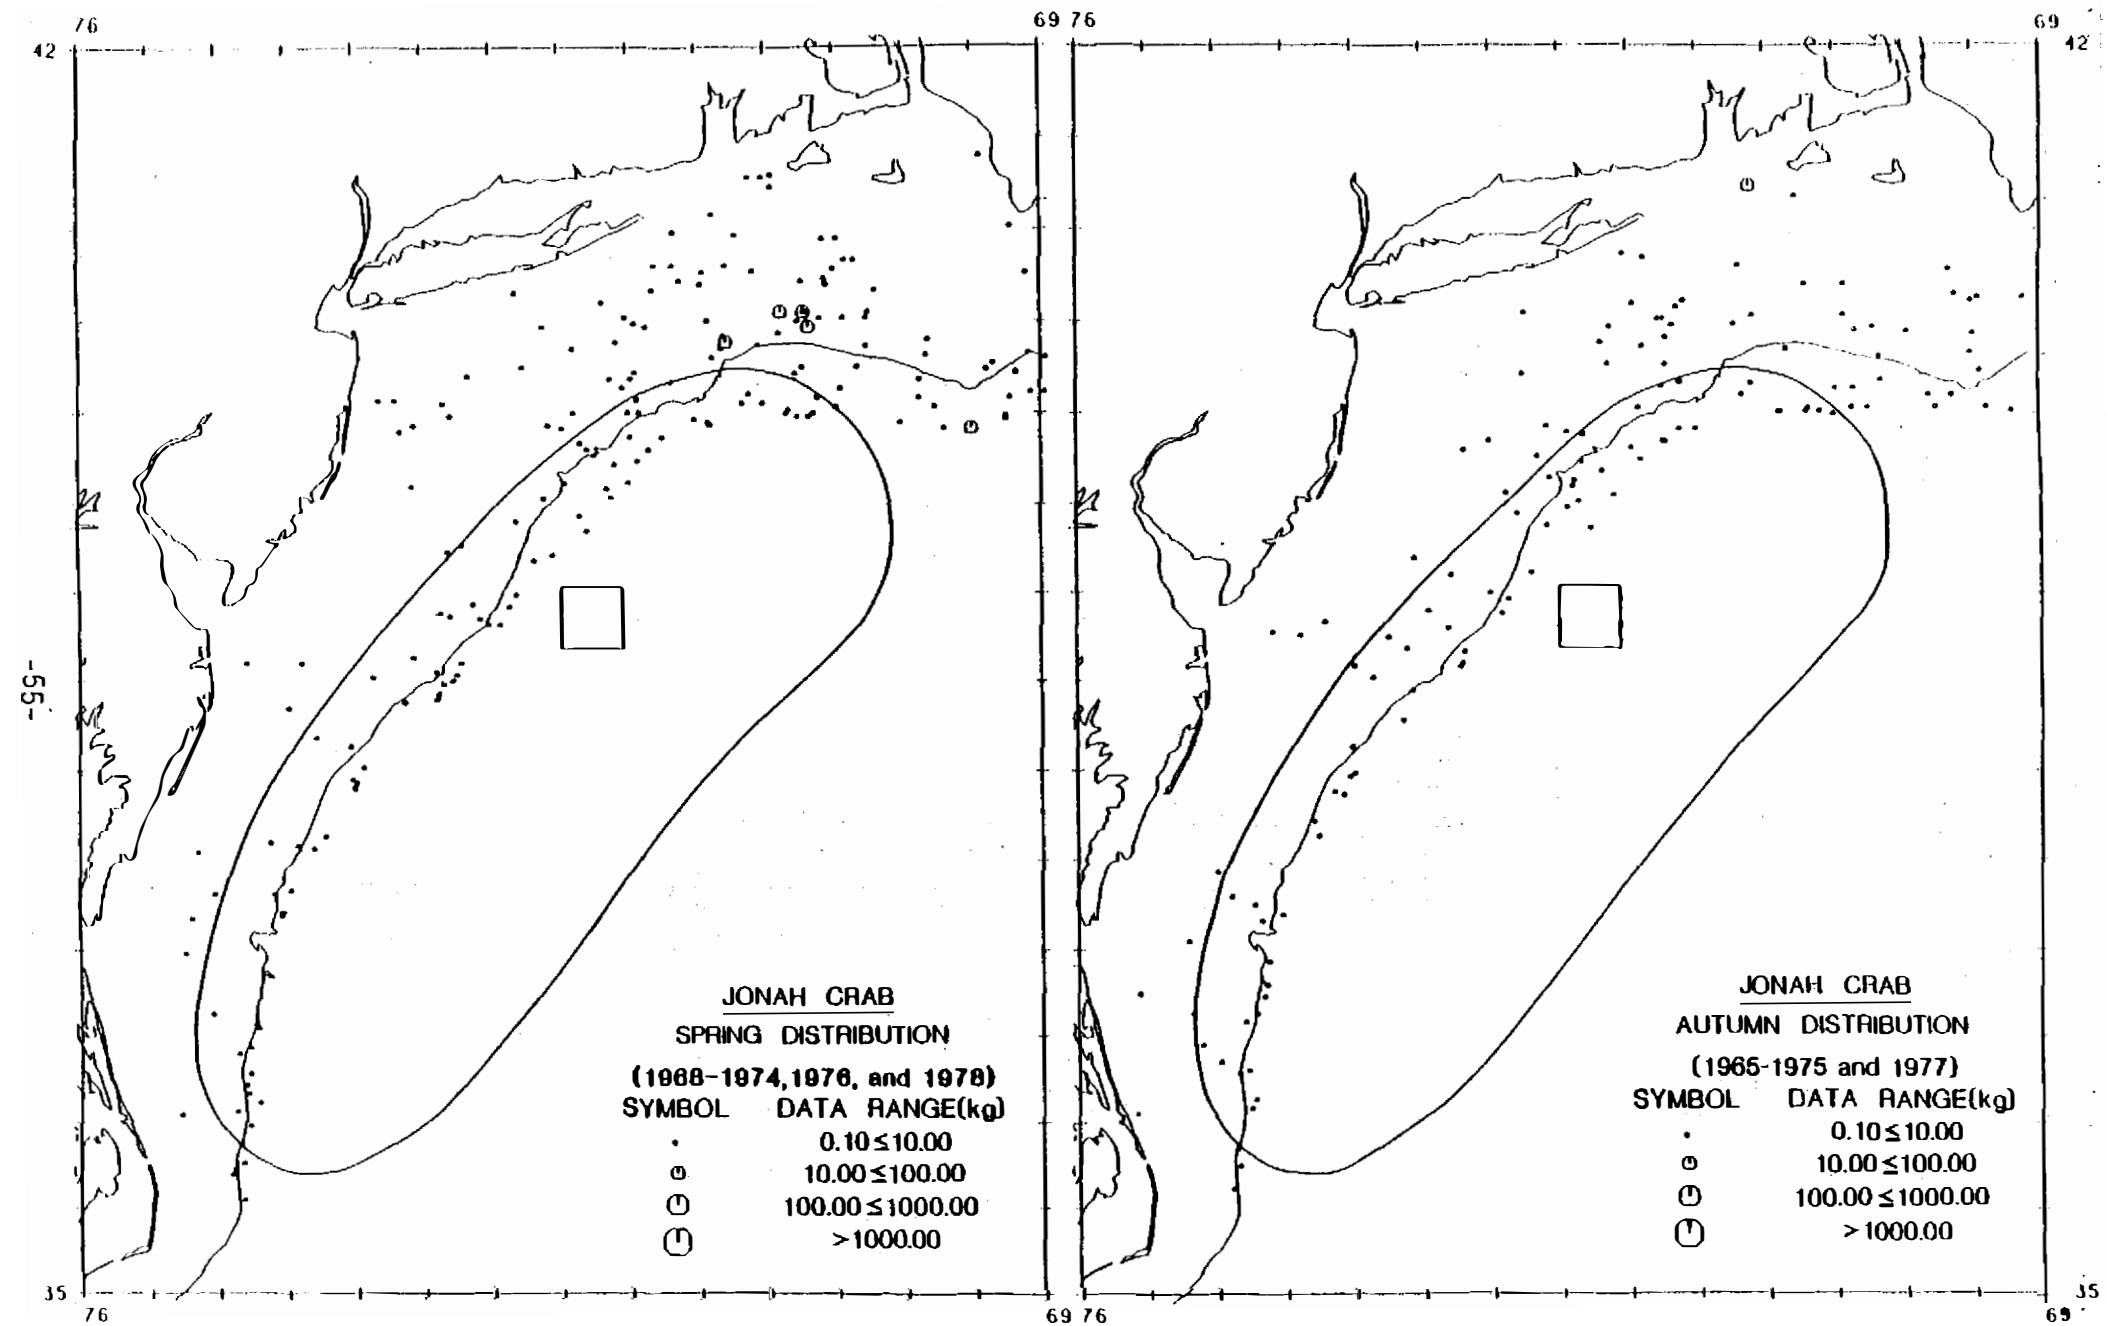 76
69 76
69
42
42
-55-
JONAH CRAB
SPRING DISTRIBUTION
(1968-1974,1976, and 1978)
SYMBOL DATA RANGE(kg)
0.10≤10.00
10.00≤100.00
100.00≤1000.00
>1000.00
JONAH CRAB
AUTUMN DISTRIBUTION
(1965-1975 and 1977)
SYMBOL DATA RANGE(kg)
0.10≤10.00
10.00≤100.00
100.00≤1000.00
>1000.00
35
35
76
69 76
69